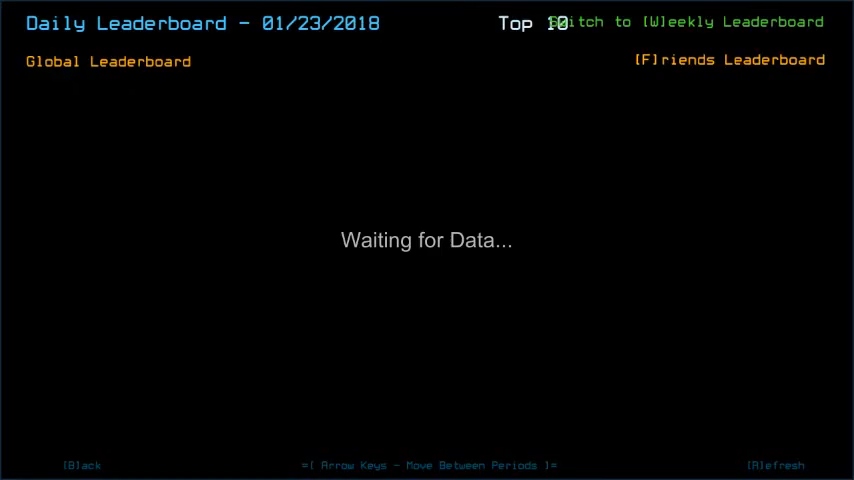 Daily Leaderboard - 01/23/2018
Top 10
Switch to [W]eekly Leaderboard
Global Leaderboard
[F]riends Leaderboard
Waiting for Data...
[B]ack
=[ Arrow Keys - Move Between Periods ]=
[R]efresh